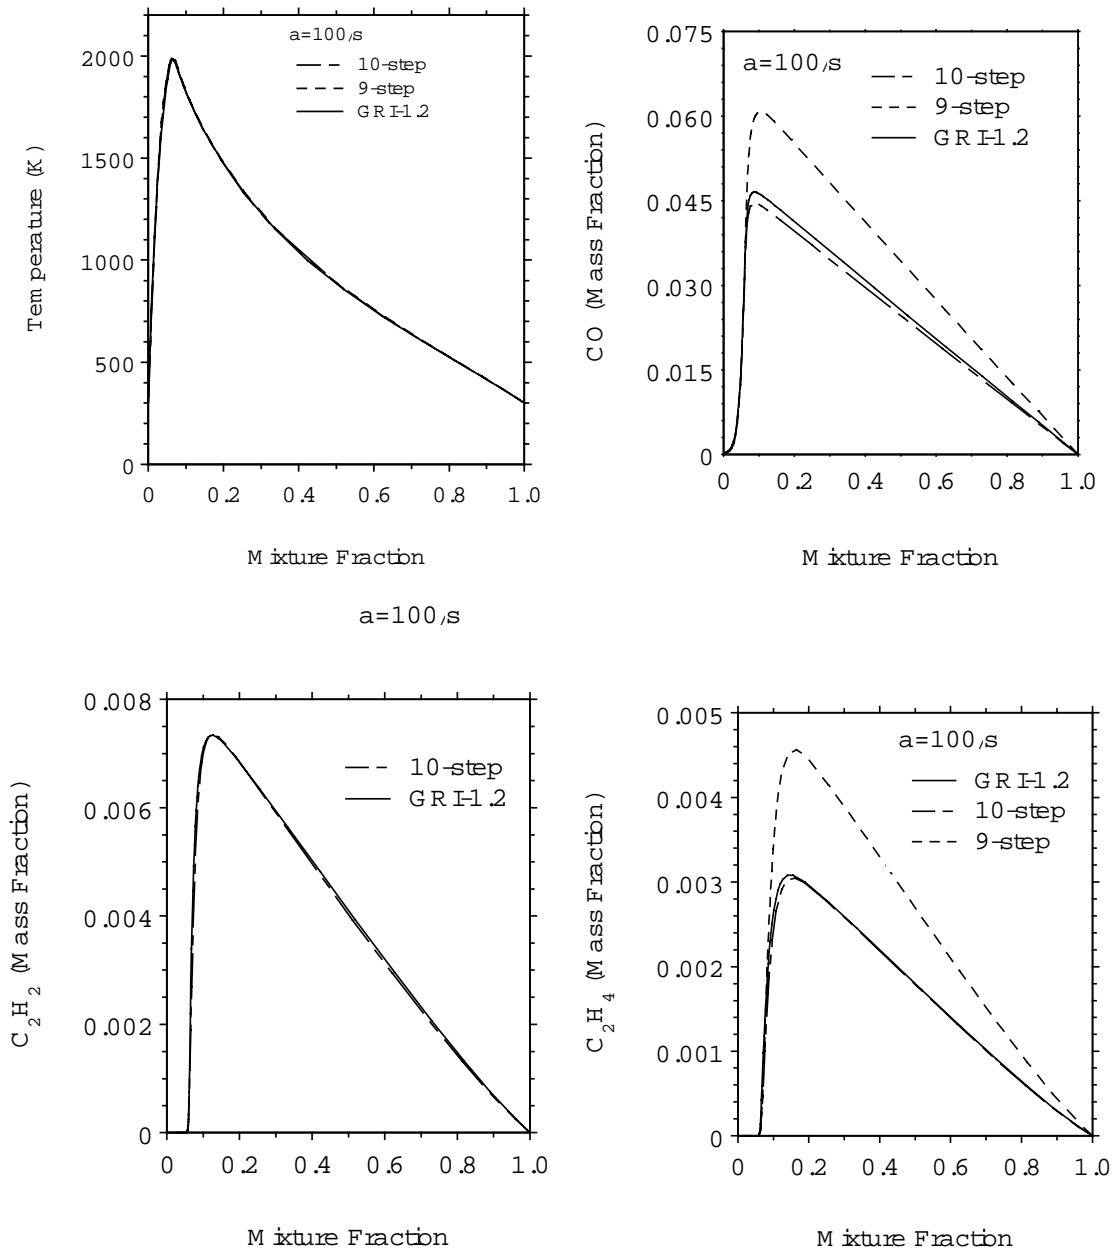 a=100/s
10-step
9-step
GRI-1.2
Temperature (K)
2000
1500
1000
500
0
0 0.2 0.4 0.6 0.8 1.0
Mixture Fraction
a=100/s
10-step
9-step
GRI-1.2
CO (Mass Fraction)
0.075
0.060
0.045
0.030
0.015
0
0 0.2 0.4 0.6 0.8 1.0
Mixture Fraction
a=100/s
10-step
GRI-1.2
C₂H₂ (Mass Fraction)
0.008
0.006
0.004
0.002
0
0 0.2 0.4 0.6 0.8 1.0
Mixture Fraction
a=100/s
GRI-1.2
10-step
9-step
C₂H₄ (Mass Fraction)
0.005
0.004
0.003
0.002
0.001
0
0 0.2 0.4 0.6 0.8 1.0
Mixture Fraction